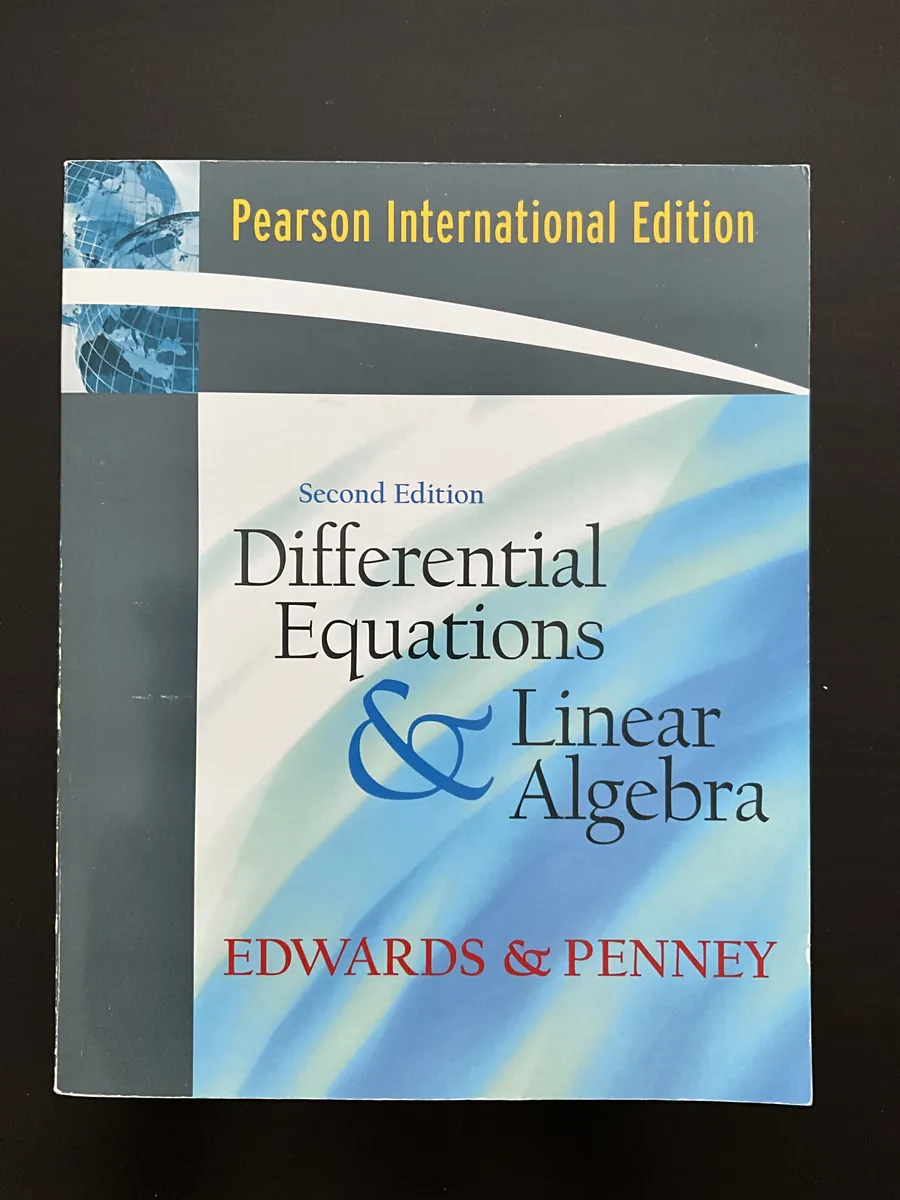 Pearson International Edition
Second Edition
Differential
Equations
& Linear
Algebra
EDWARDS & PENNEY